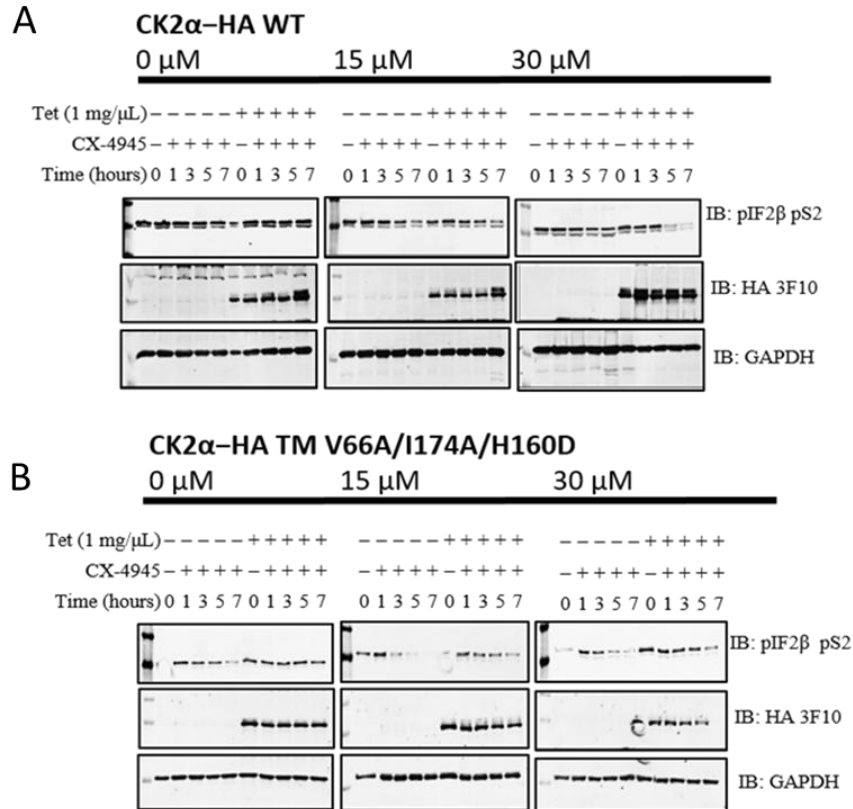 A
CK2α–HA WT
0 µM 15 µM 30 µM
Tet (1 mg/µL) – – – – – + + + + + – – – – – + + + + + – – – – – + + + + +
CX-4945 – + + + + – + + + + – + + + + – + + + + – + + + + – + + + +
Time (hours) 0 1 3 5 7 0 1 3 5 7 0 1 3 5 7 0 1 3 5 7 0 1 3 5 7 0 1 3 5 7
IB: pIF2β pS2
IB: HA 3F10
IB: GAPDH
CK2α–HA TM V66A/I174A/H160D
B
0 µM 15 µM 30 µM
Tet (1 mg/µL) – – – – – + + + + + – – – – – + + + + + – – – – – + + + + +
CX-4945 – + + + + – + + + + – + + + + – + + + + – + + + + – + + + +
Time (hours) 0 1 3 5 7 0 1 3 5 7 0 1 3 5 7 0 1 3 5 7 0 1 3 5 7 0 1 3 5 7
IB: pIF2β pS2
IB: HA 3F10
IB: GAPDH